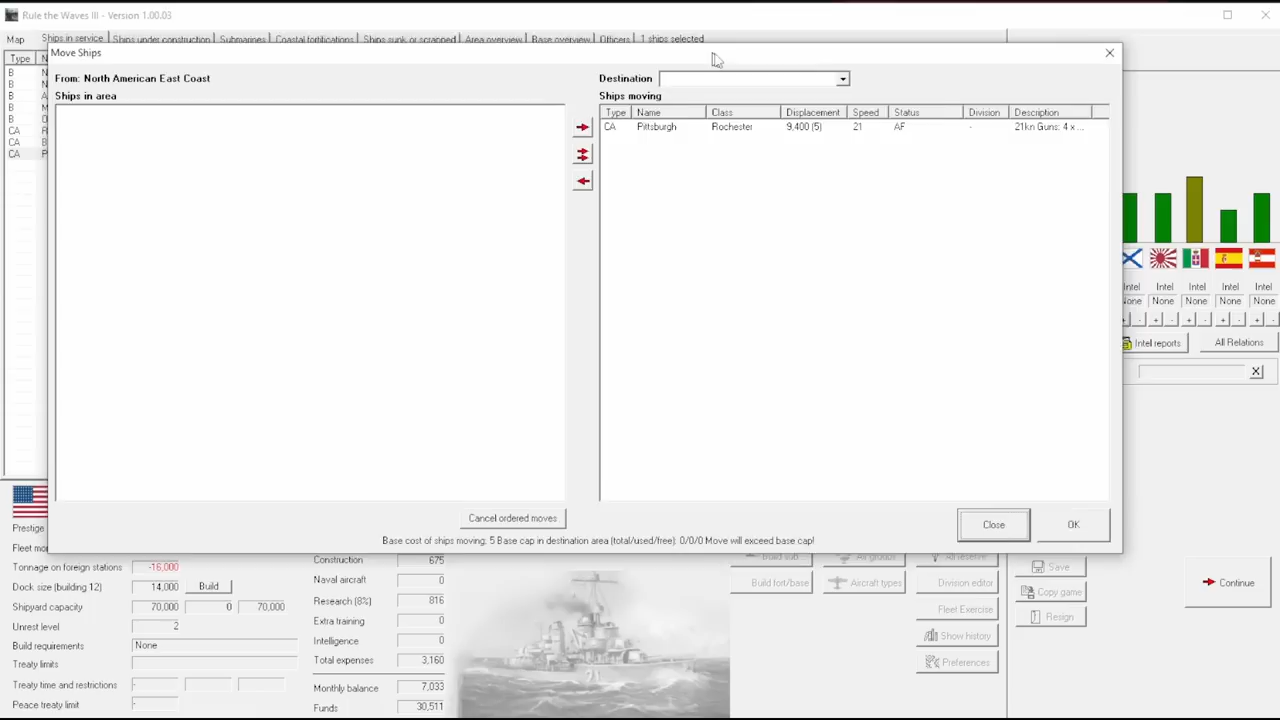 Rule the Waves III - Version 1.00.03
Map Ships in service Ships under construction Submarines Coastal fortifications Ships sunk or scrapped Area overview Base overview Officers 1 ships selected
Move Ships
Type
B
B
B
B
B
CA
CA
CA
From: North American East Coast
Destination
Ships in area
Ships moving
Type Name Class Displacement Speed Status Division Description
CA Pittsburgh Rochester 9,400 (5) 21 AF - 21kn Guns: 4 x ...
Intel Intel Intel Intel Intel
None None None None None
+ - + - + - + - + -
Intel reports All Relations
X
Cancel ordered moves
Close OK
Base cost of ships moving: 5 Base cap in destination area (total/used/free): 0/0/0 Move will exceed base cap!
Prestige
Tonnage on foreign stations -16,000
Dock size (building 12) 14,000 Build
Shipyard capacity 70,000 0 70,000
Unrest level 2
Build requirements None
Treaty limits
Treaty time and restrictions - - -
Peace treaty limit -
Construction 675
Naval aircraft 0
Research (8%) 816
Extra training 0
Intelligence 0
Total expenses 3,160
Monthly balance 7,033
Funds 30,511
Build sub Air groups All reserve
Build fort/base Aircraft types Division editor
Fleet Exercise
Show history
Preferences
Save
Copy game
Resign
Continue